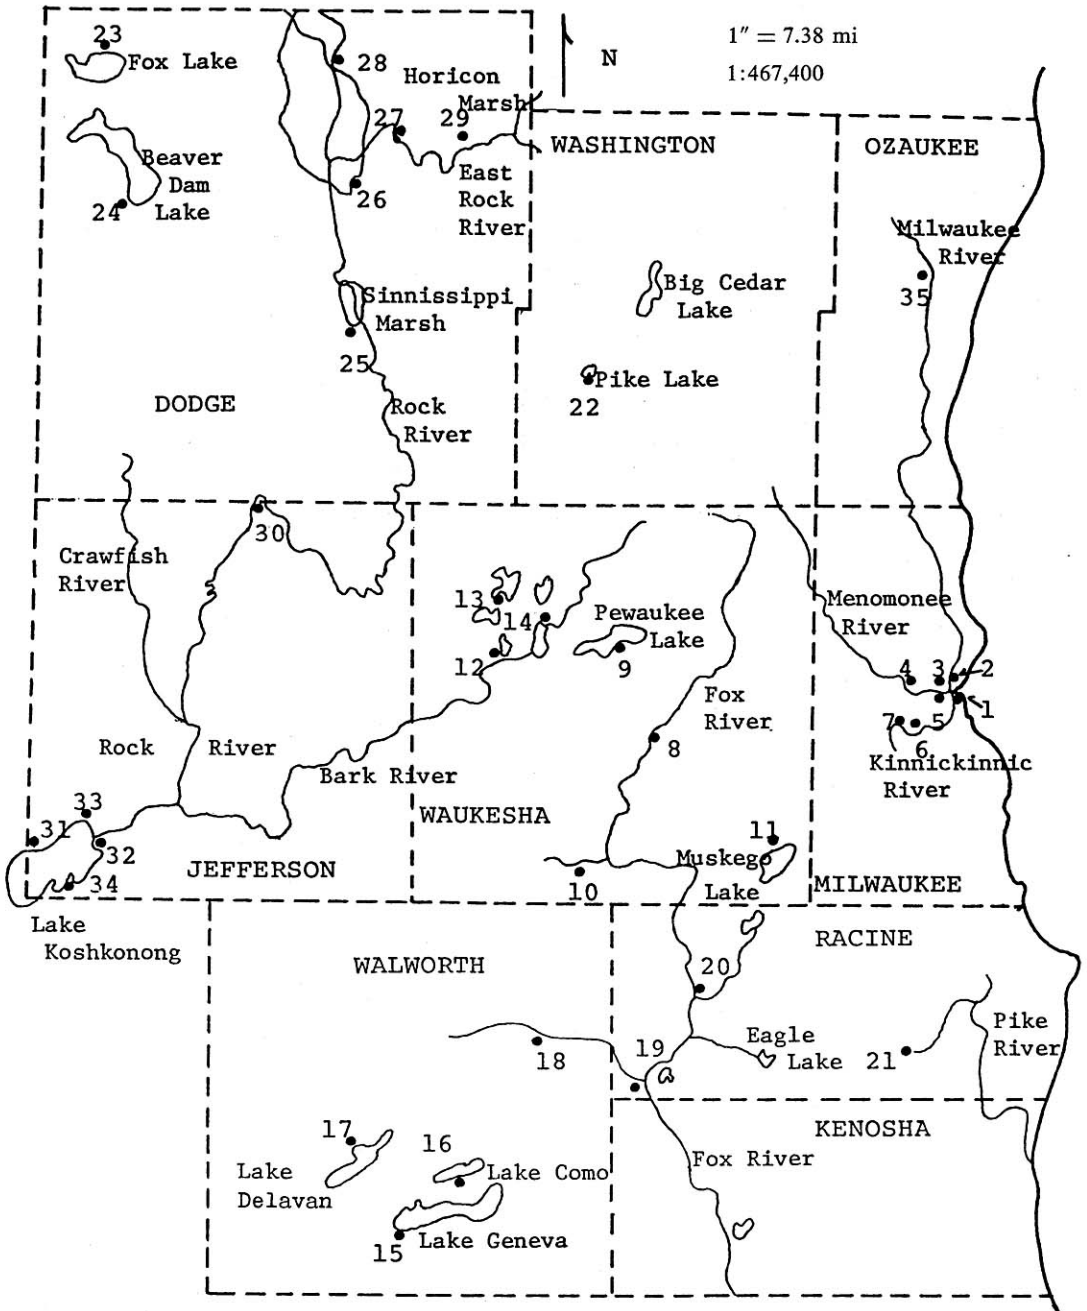 23
Fox Lake
28
N
1" = 7.38 mi
1:467,400
Horicon
Marsh
27
29
WASHINGTON
OZAUKEE
Beaver
Dam
Lake
24
26
East
Rock
River
Milwaukee
River
35
Big Cedar
Lake
Sinnissippi
Marsh
25
Pike Lake
22
DODGE
Rock
River
30
Crawfish
River
13
14
12
Pewaukee
Lake
9
Menomonee
River
4
3
2
1
7
5
6
Kinnickinnic
River
Fox
River
8
Rock River
Bark River
33
31
32
34
WAUKESHA
11
Muskego
Lake
10
JEFFERSON
MILWAUKEE
Lake
Koshkonong
WALWORTH
RACINE
20
18
19
Eagle
Lake
21
Pike
River
17
16
Lake
Delavan
Lake Como
15
Lake Geneva
KENOSHA
Fox River